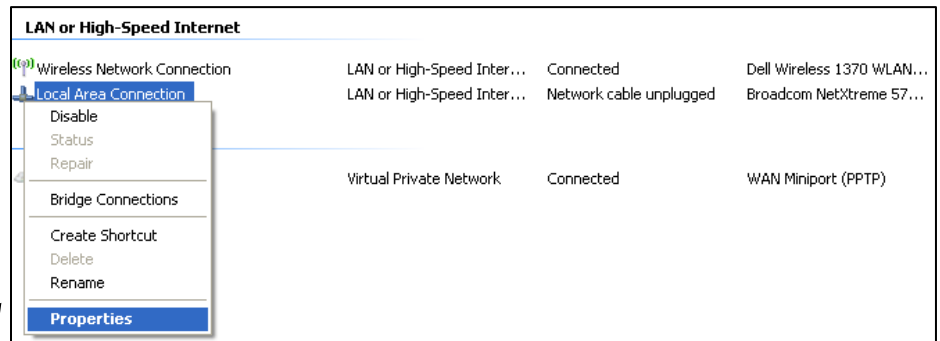 LAN or High-Speed Internet
Wireless Network Connection LAN or High-Speed Inter... Connected Dell Wireless 1370 WLAN...
Local Area Connection LAN or High-Speed Inter... Network cable unplugged Broadcom NetXtreme 57...
Disable
Status
Repair
Virtual Private Network Connected WAN Miniport (PPTP)
Bridge Connections
Create Shortcut
Delete
Rename
Properties